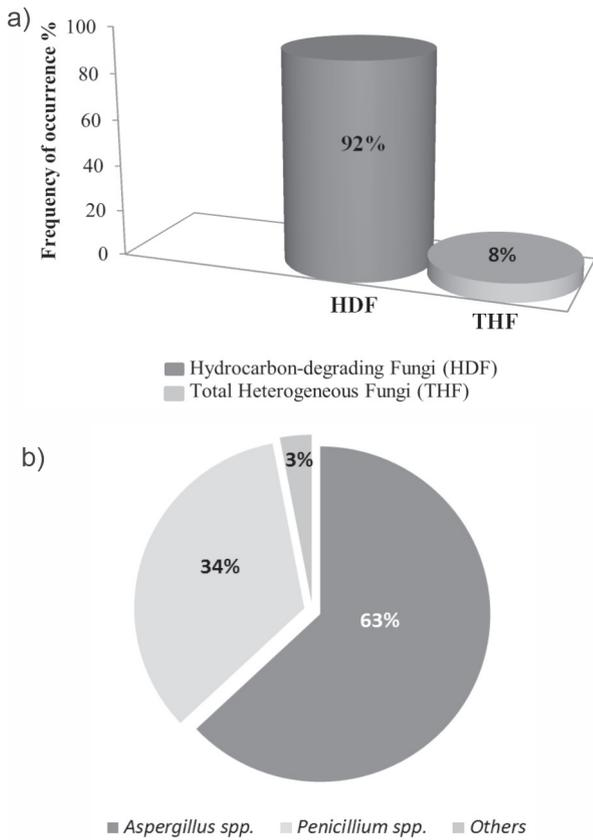 a)
Frequency of occurrence %
100
80
60
40
20
0
92%
8%
HDF
THF
Hydrocarbon-degrading Fungi (HDF)
Total Heterogeneous Fungi (THF)
b)
3%
34%
63%
Aspergillus spp. Penicillium spp. Others